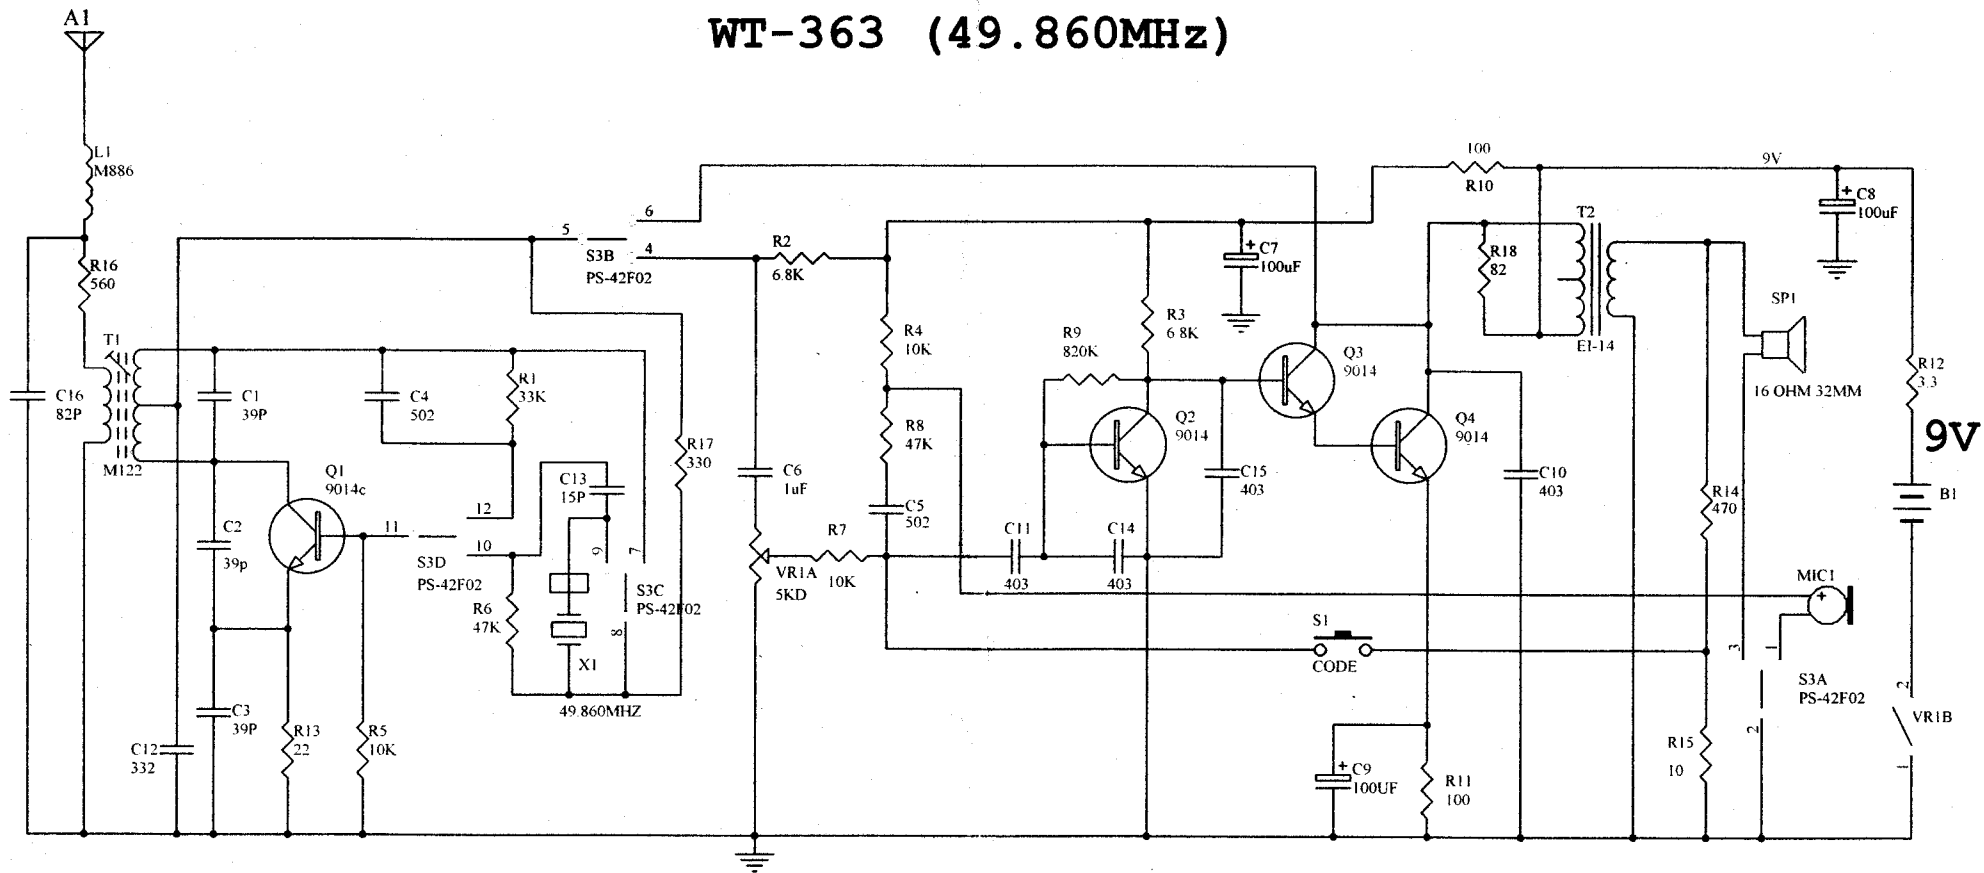 WT-363 (49.860MHz)
A1
L1
M886
R16
560
T1
M122
C16
82P
C1
39P
C2
39p
C3
39P
C12
332
Q1
9014c
R13
22
R5
10K
C4
502
R1
33K
11
12
10
S3D
PS-42F02
R6
47K
C13
15P
9
7
8
S3C
PS-42F02
X1
49.860MHZ
R17
330
5
6
4
S3B
PS-42F02
R2
6.8K
C6
1uF
VR1A
5KD
R7
10K
R4
10K
R8
47K
C5
502
C11
403
C14
403
R9
820K
R3
6.8K
Q2
9014
C15
403
+
C7
100uF
Q3
9014
Q4
9014
C10
403
100
R10
9V
+
C8
100uF
T2
R18
82
EI-14
SP1
16 OHM 32MM
R12
3.3
9V
B1
R14
470
MIC1
+
S1
CODE
3
1
2
S3A
PS-42F02
R15
10
2
VR1B
1
+
C9
100UF
R11
100